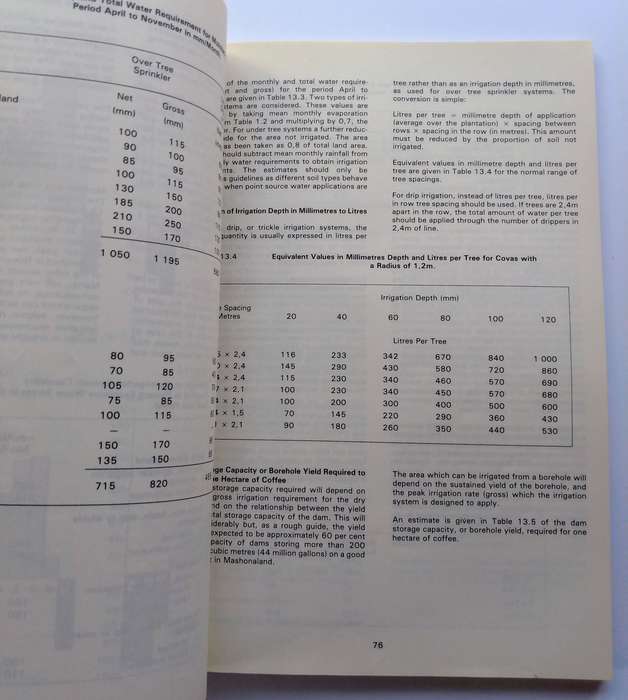 Total Water Requirement for
Period April to November in mm/Month
Over Tree
Sprinkler
land
Net Gross
(mm) (mm)
100 115
90 100
85 95
100 115
130 150
185 200
210 250
150 170
1 050 1 195
80 95
70 85
105 120
75 85
100 115
— —
150 170
135 150
715 820
of the monthly and total water require-
and gross) for the period April to
are given in Table 13.3. Two types of irri-
stems are considered. These values are
by taking mean monthly evaporation
m Table 1.2 and multiplying by 0,7, the
r. For under tree systems a further reduc-
ide for the area not irrigated. The area
as been taken as 0,8 of total land area.
hould subtract mean monthly rainfall from
ly water requirements to obtain irrigation
nts. The estimates should only be
s guidelines as different soil types behave
when point source water applications are
n of Irrigation Depth in Millimetres to Litres
drip, or trickle irrigation systems, the
quantity is usually expressed in litres per
tree rather than as an irrigation depth in millimetres,
as used for over tree sprinkler systems. The
conversion is simple:
Litres per tree = millimetre depth of application
(average over the plantation) × spacing between
rows × spacing in the row (in metres). This amount
must be reduced by the proportion of soil not
irrigated.
Equivalent values in millimetre depth and litres per
tree are given in Table 13.4 for the normal range of
tree spacings.
For drip irrigation, instead of litres per tree, litres per
in row tree spacing should be used. If trees are 2,4m
apart in the row, the total amount of water per tree
should be applied through the number of drippers in
2,4m of line.
13.4 Equivalent Values in Millimetres Depth and Litres per Tree for Covas with
a Radius of 1.2m.
Irrigation Depth (mm)
Spacing
Metres 20 40 60 80 100 120
Litres Per Tree
× 2,4 116 233 342 670 840 1 000
× 2,4 145 290 430 580 720 860
× 2,4 115 230 340 460 570 690
× 2,1 100 230 340 450 570 680
× 2,1 100 200 300 400 500 600
× 1,5 70 145 220 290 360 430
× 2,1 90 180 260 350 440 530
ge Capacity or Borehole Yield Required to
e Hectare of Coffee
storage capacity required will depend on
gross irrigation requirement for the dry
nd on the relationship between the yield
tal storage capacity of the dam. This will
iderably but, as a rough guide, the yield
expected to be approximately 60 per cent
pacity of dams storing more than 200
cubic metres (44 million gallons) on a good
in Mashonaland.
The area which can be irrigated from a borehole will
depend on the sustained yield of the borehole, and
the peak irrigation rate (gross) which the irrigation
system is designed to apply.
An estimate is given in Table 13.5 of the dam
storage capacity, or borehole yield, required for one
hectare of coffee.
76